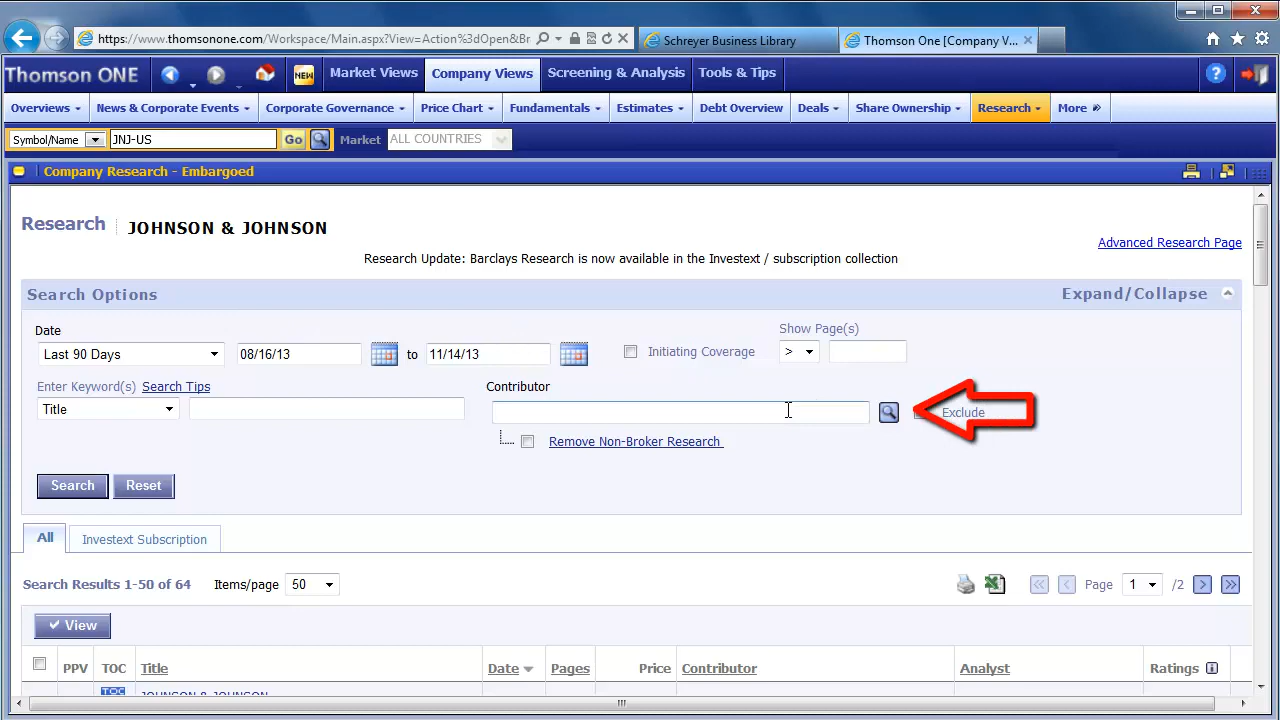 https://www.thomsonone.com/Workspace/Main.aspx?View=Action%3dOpen&Br
Schreyer Business Library
Thomson One [Company V...
Thomson ONE
NEW
Market Views
Company Views
Screening & Analysis
Tools & Tips
Overviews
News & Corporate Events
Corporate Governance
Price Chart
Fundamentals
Estimates
Debt Overview
Deals
Share Ownership
Research
More
Symbol/Name
JNJ-US
Go
Market
ALL COUNTRIES
Company Research - Embargoed
Research
JOHNSON & JOHNSON
Advanced Research Page
Research Update: Barclays Research is now available in the Investext / subscription collection
Search Options
Expand/Collapse
Date
Show Page(s)
Last 90 Days
08/16/13
to
11/14/13
Initiating Coverage
>
Enter Keyword(s)
Search Tips
Contributor
Title
Exclude
Remove Non-Broker Research
Search
Reset
All
Investext Subscription
Search Results 1-50 of 64
Items/page
50
Page
1
/2
View
PPV
TOC
Title
Date
Pages
Price
Contributor
Analyst
Ratings
TOC
JOHNSON & JOHNSON